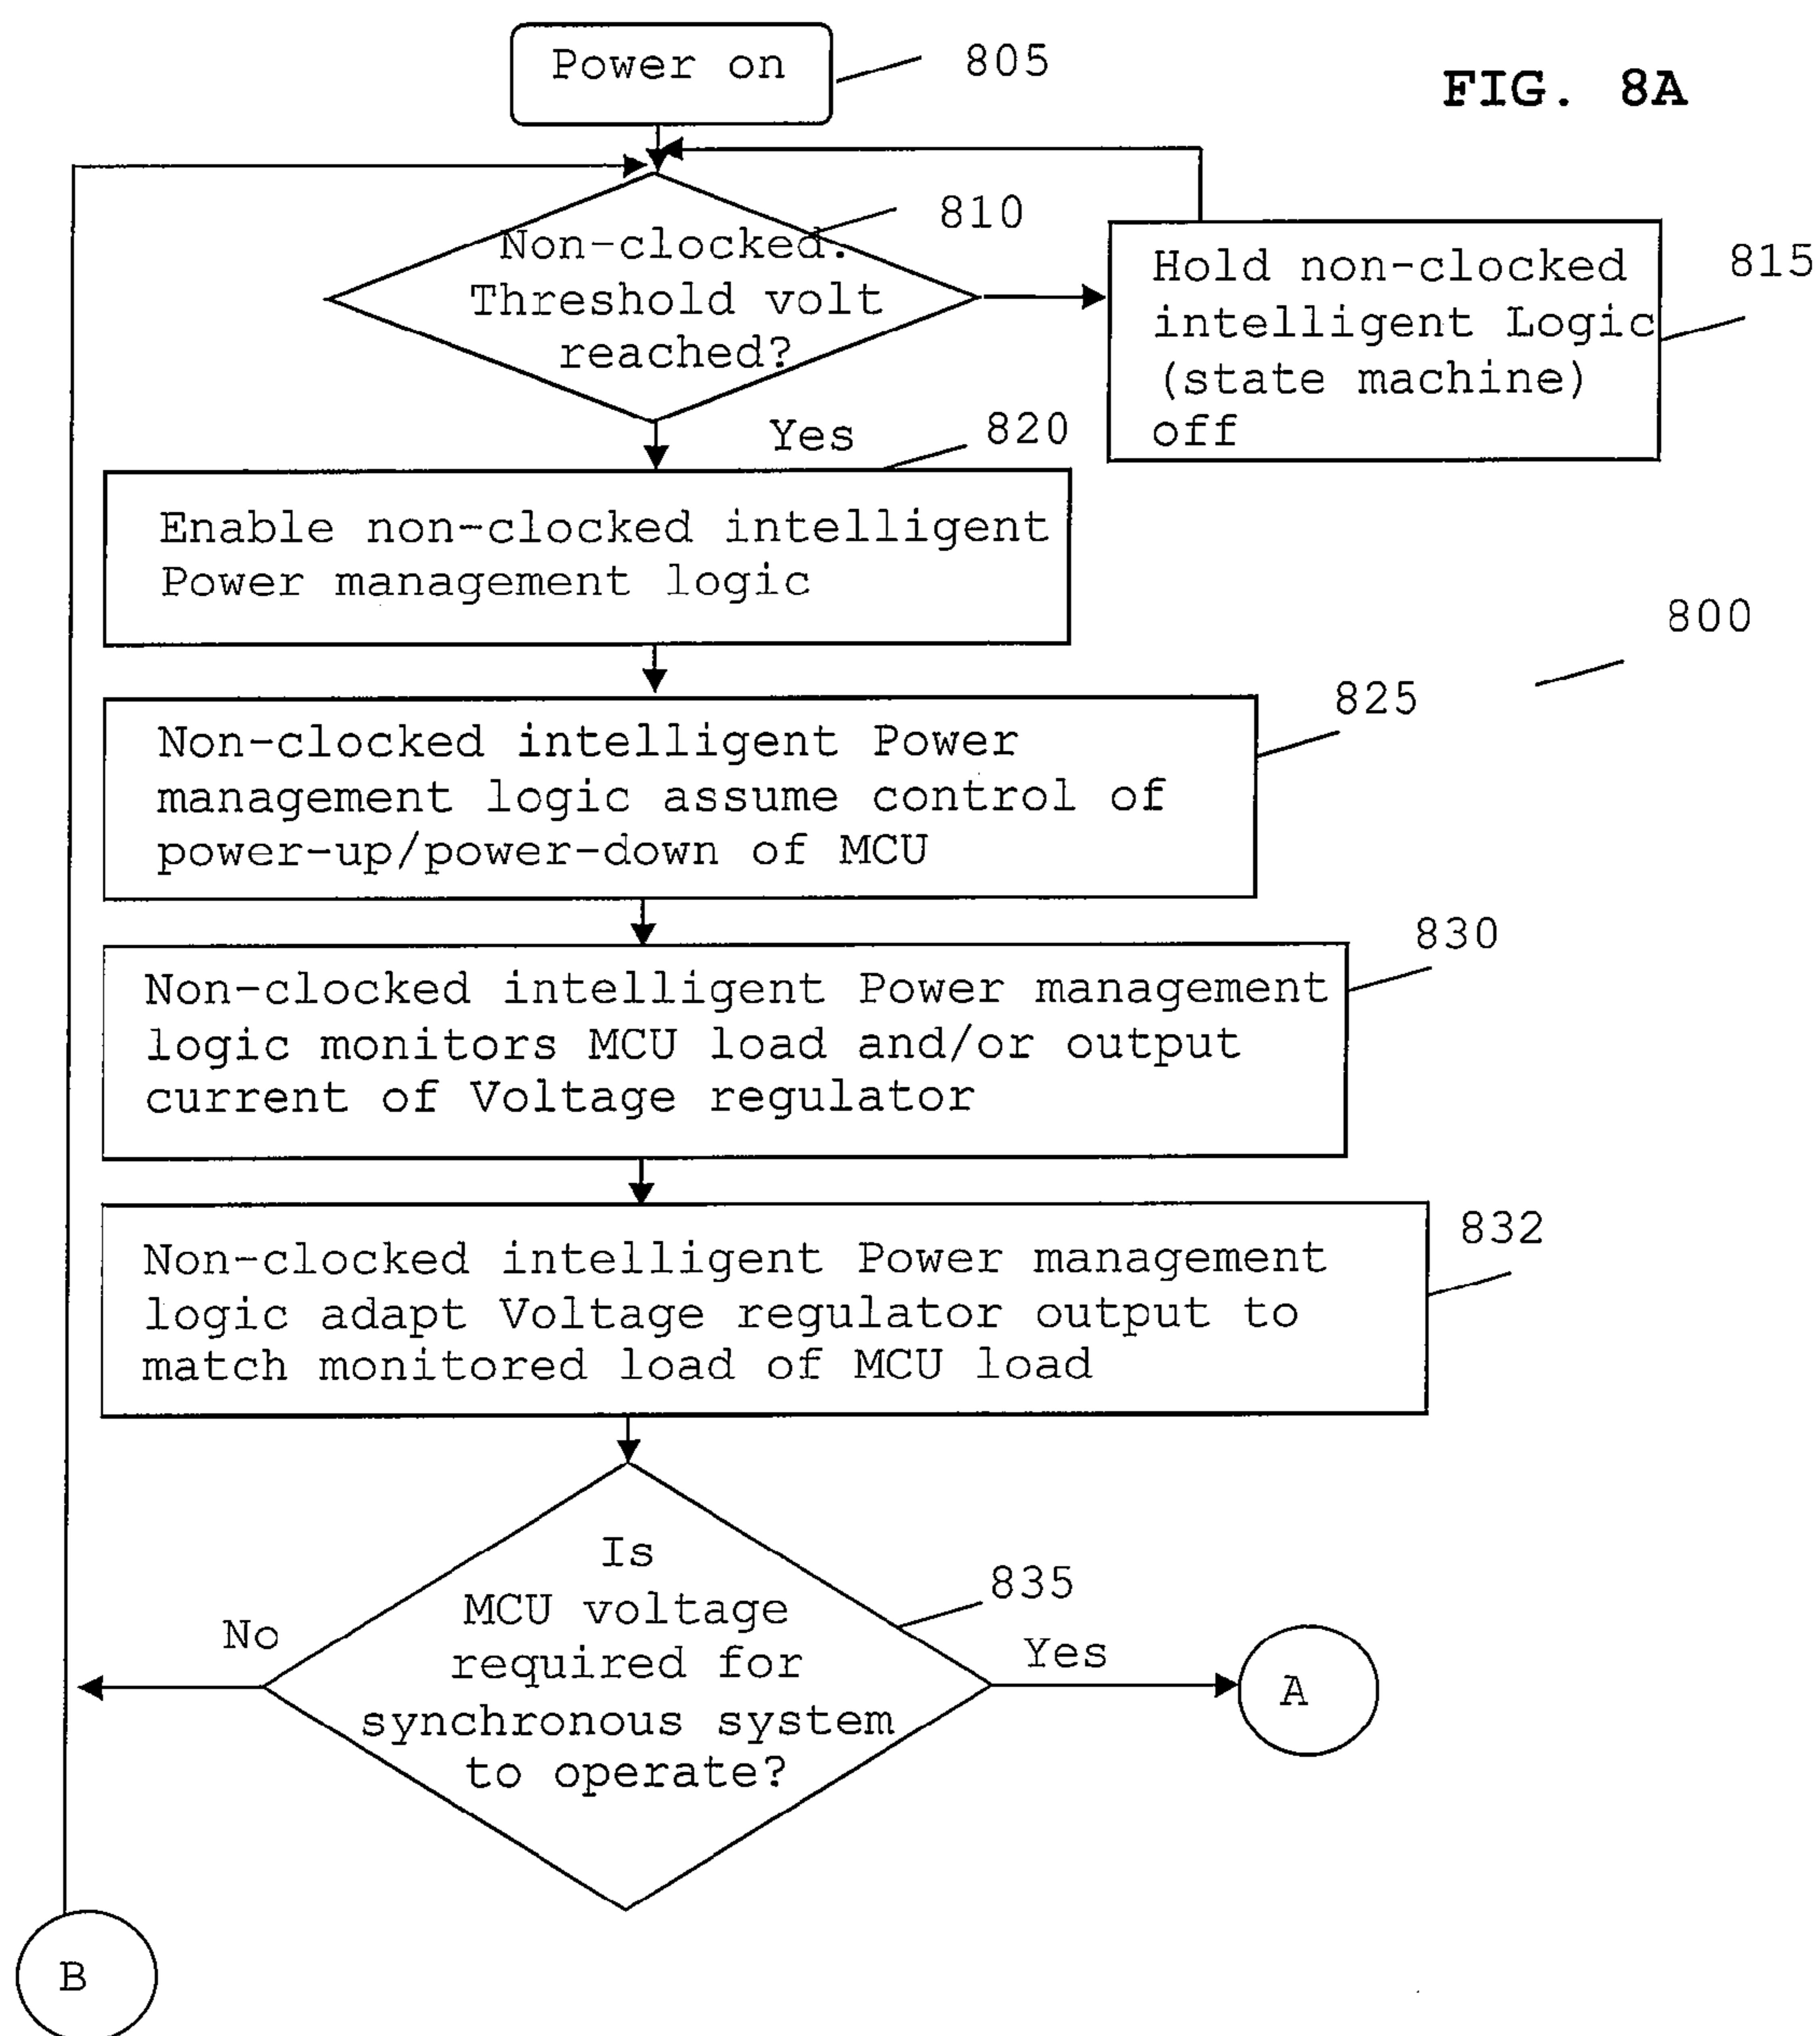 FIG. 8A
Power on
805
810
Non-clocked.
Threshold volt
reached?
Hold non-clocked
intelligent Logic
(state machine)
off
815
Yes
820
Enable non-clocked intelligent
Power management logic
800
825
Non-clocked intelligent Power
management logic assume control of
power-up/power-down of MCU
830
Non-clocked intelligent Power management
logic monitors MCU load and/or output
current of Voltage regulator
832
Non-clocked intelligent Power management
logic adapt Voltage regulator output to
match monitored load of MCU load
Is
MCU voltage
required for
synchronous system
to operate?
835
No
Yes
A
B